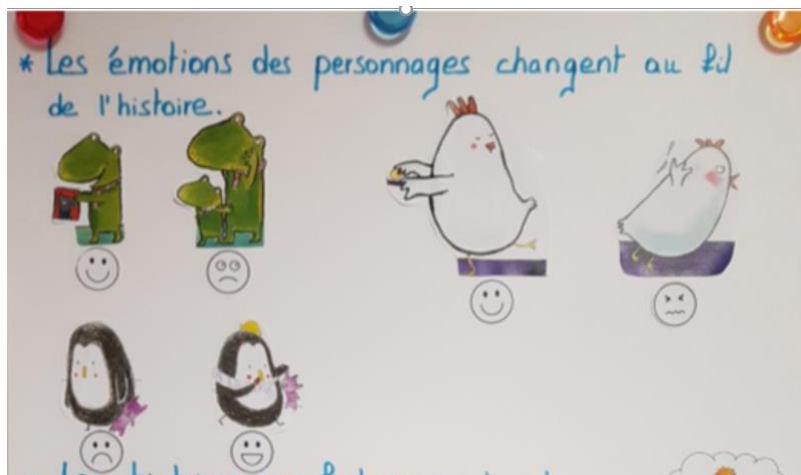 * Les émotions des personnages changent au fil
de l'histoire.